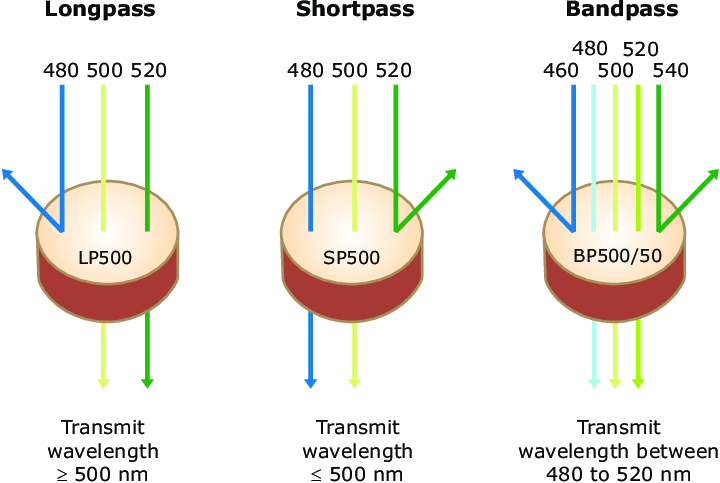 Longpass
480 500 520
LP500
Transmit
wavelength
≥ 500 nm
Shortpass
480 500 520
SP500
Transmit
wavelength
≤ 500 nm
Bandpass
480 520
460 500 540
BP500/50
Transmit
wavelength between
480 to 520 nm